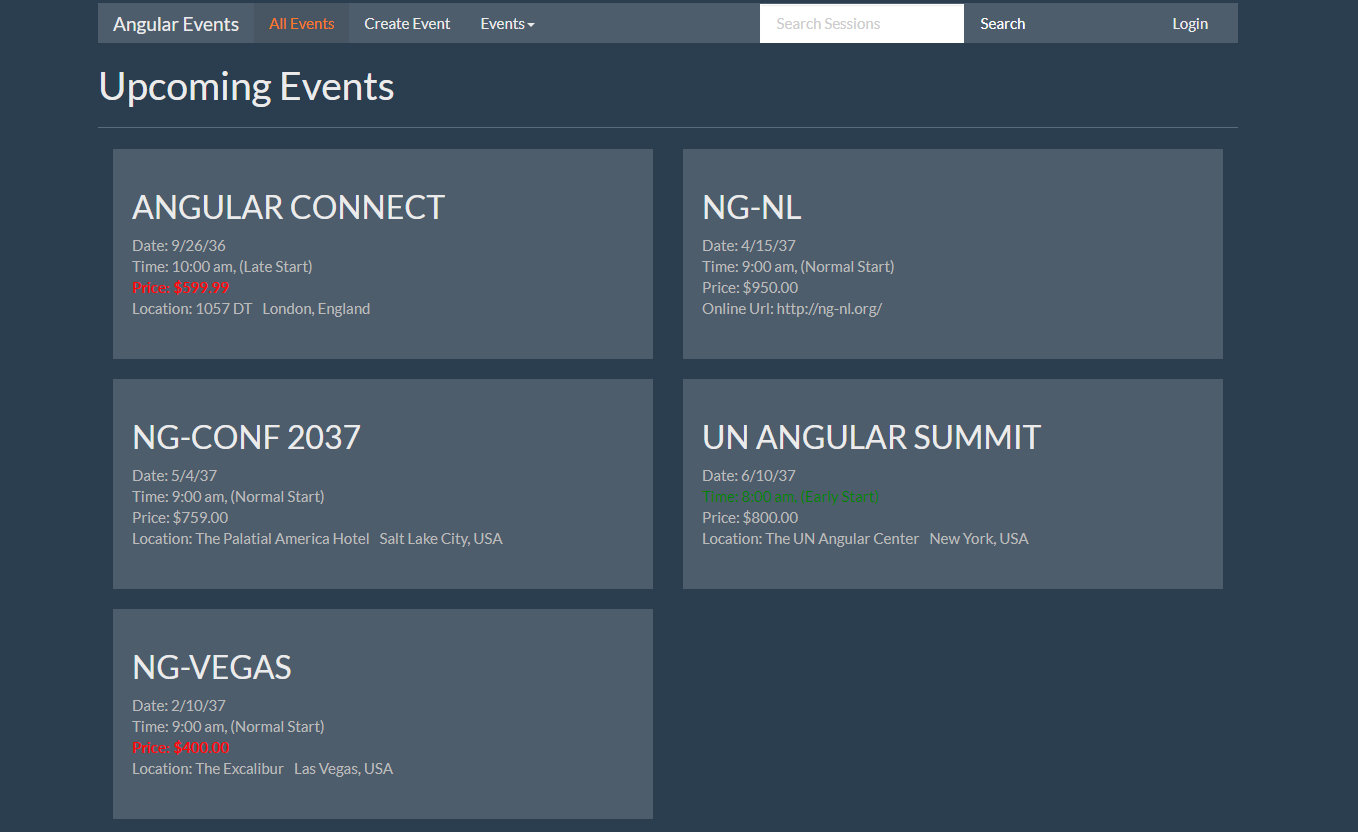 Angular Events All Events Create Event Events Search Sessions Search Login
Upcoming Events
ANGULAR CONNECT
Date: 9/26/36
Time: 10:00 am, (Late Start)
Price: $599.99
Location: 1057 DT London, England
NG-NL
Date: 4/15/37
Time: 9:00 am, (Normal Start)
Price: $950.00
Online Url: http://ng-nl.org/
NG-CONF 2037
Date: 5/4/37
Time: 9:00 am, (Normal Start)
Price: $759.00
Location: The Palatial America Hotel Salt Lake City, USA
UN ANGULAR SUMMIT
Date: 6/10/37
Time: 8:00 am, (Early Start)
Price: $800.00
Location: The UN Angular Center New York, USA
NG-VEGAS
Date: 2/10/37
Time: 9:00 am, (Normal Start)
Price: $400.00
Location: The Excalibur Las Vegas, USA